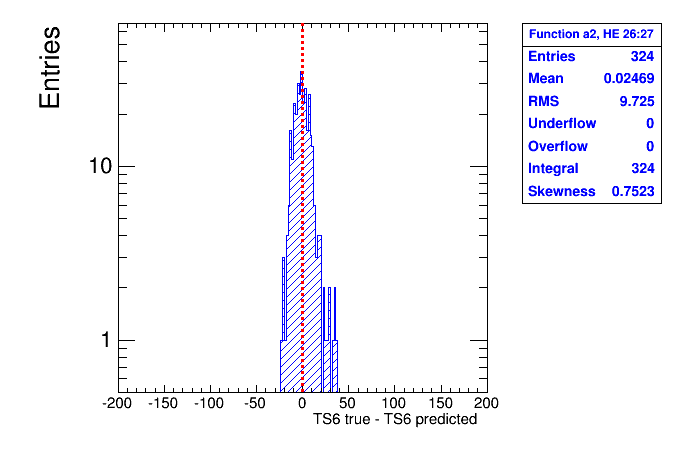 Entries
10
1
-200 -150 -100 -50 0 50 100 150 200
TS6 true - TS6 predicted
Function a2, HE 26:27
Entries 324
Mean 0.02469
RMS 9.725
Underflow 0
Overflow 0
Integral 324
Skewness 0.7523